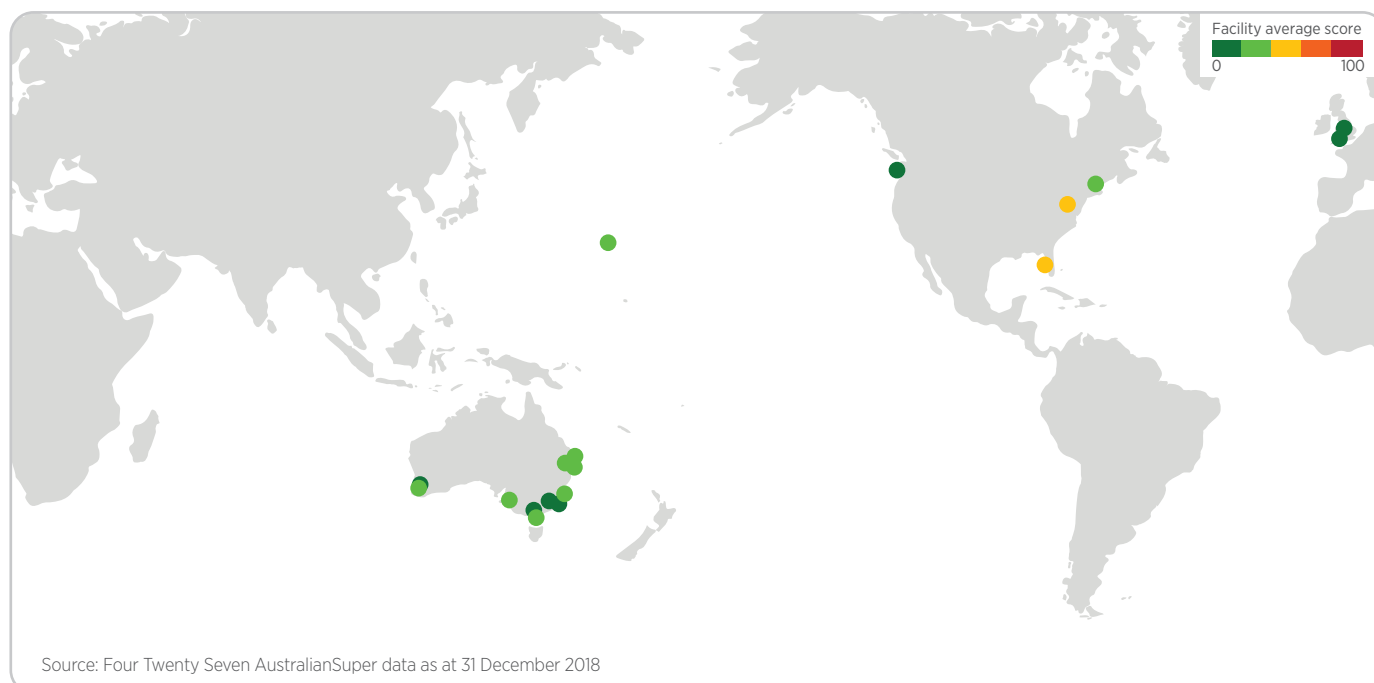 Facility average score
0 100
Source: Four Twenty Seven AustralianSuper data as at 31 December 2018